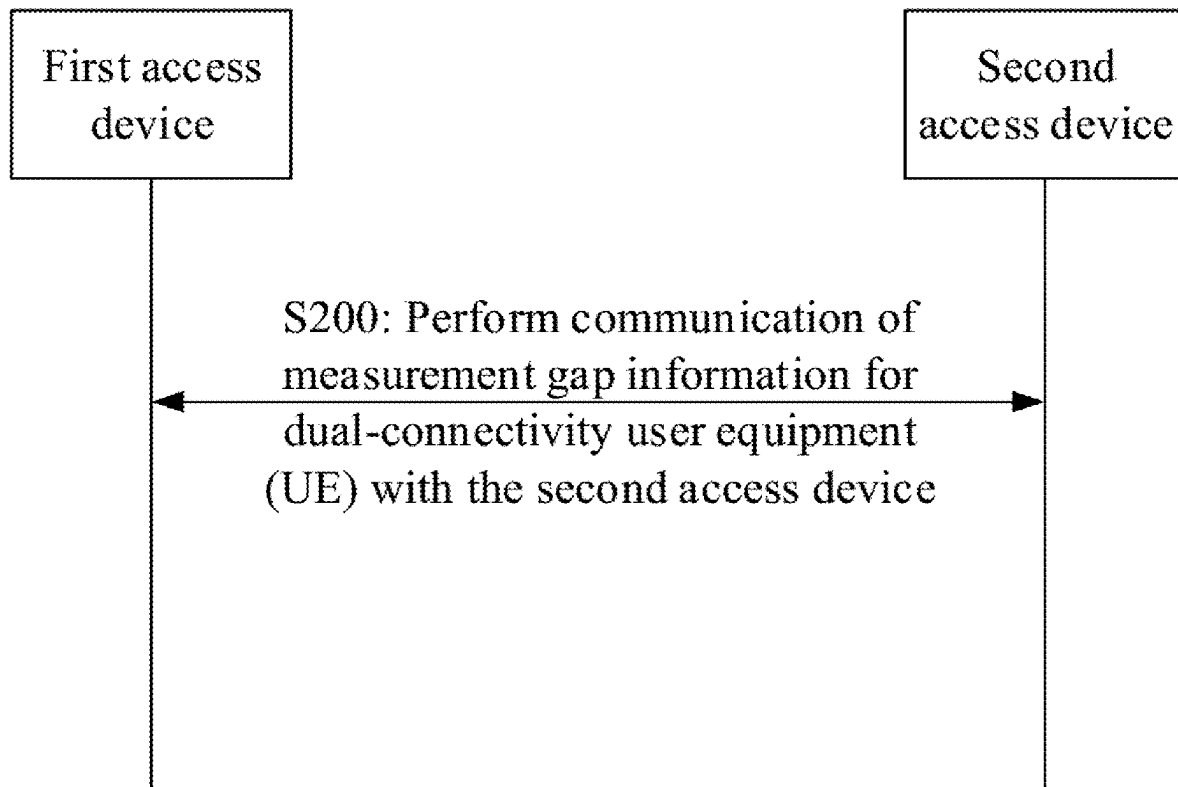 First access
device
Second
access device
S200: Perform communication of
measurement gap information for
dual-connectivity user equipment
(UE) with the second access device